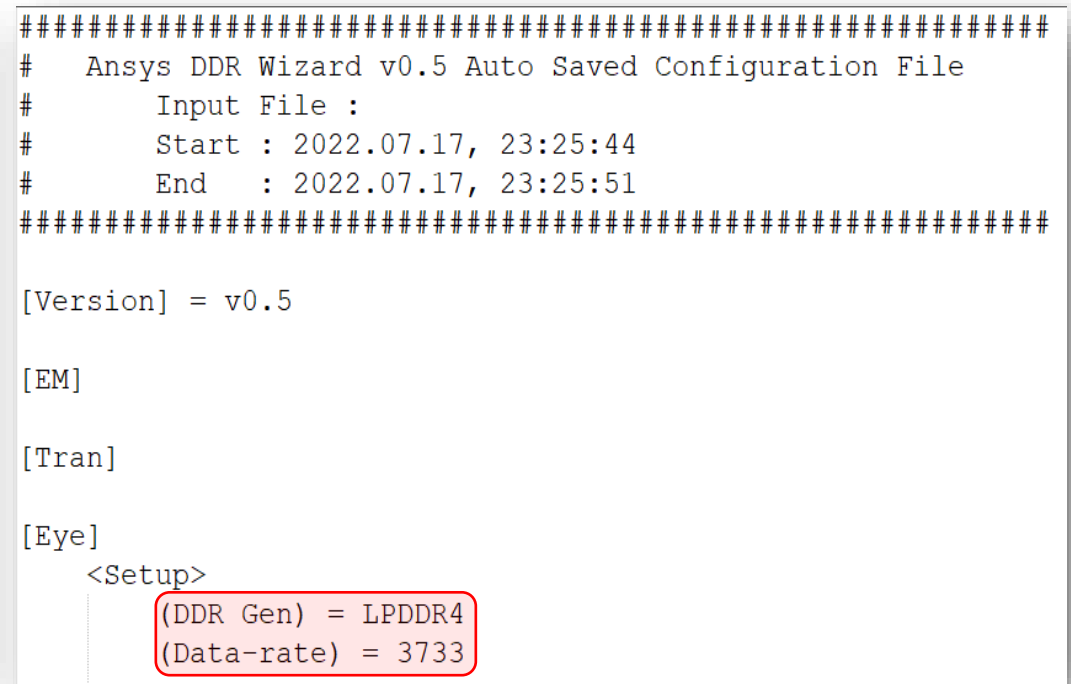 ############################################################
#   Ansys DDR Wizard v0.5 Auto Saved Configuration File
#       Input File :
#       Start : 2022.07.17, 23:25:44
#       End   : 2022.07.17, 23:25:51
############################################################
[Version] = v0.5
[EM]
[Tran]
[Eye]
    <Setup>
        (DDR Gen) = LPDDR4
        (Data-rate) = 3733